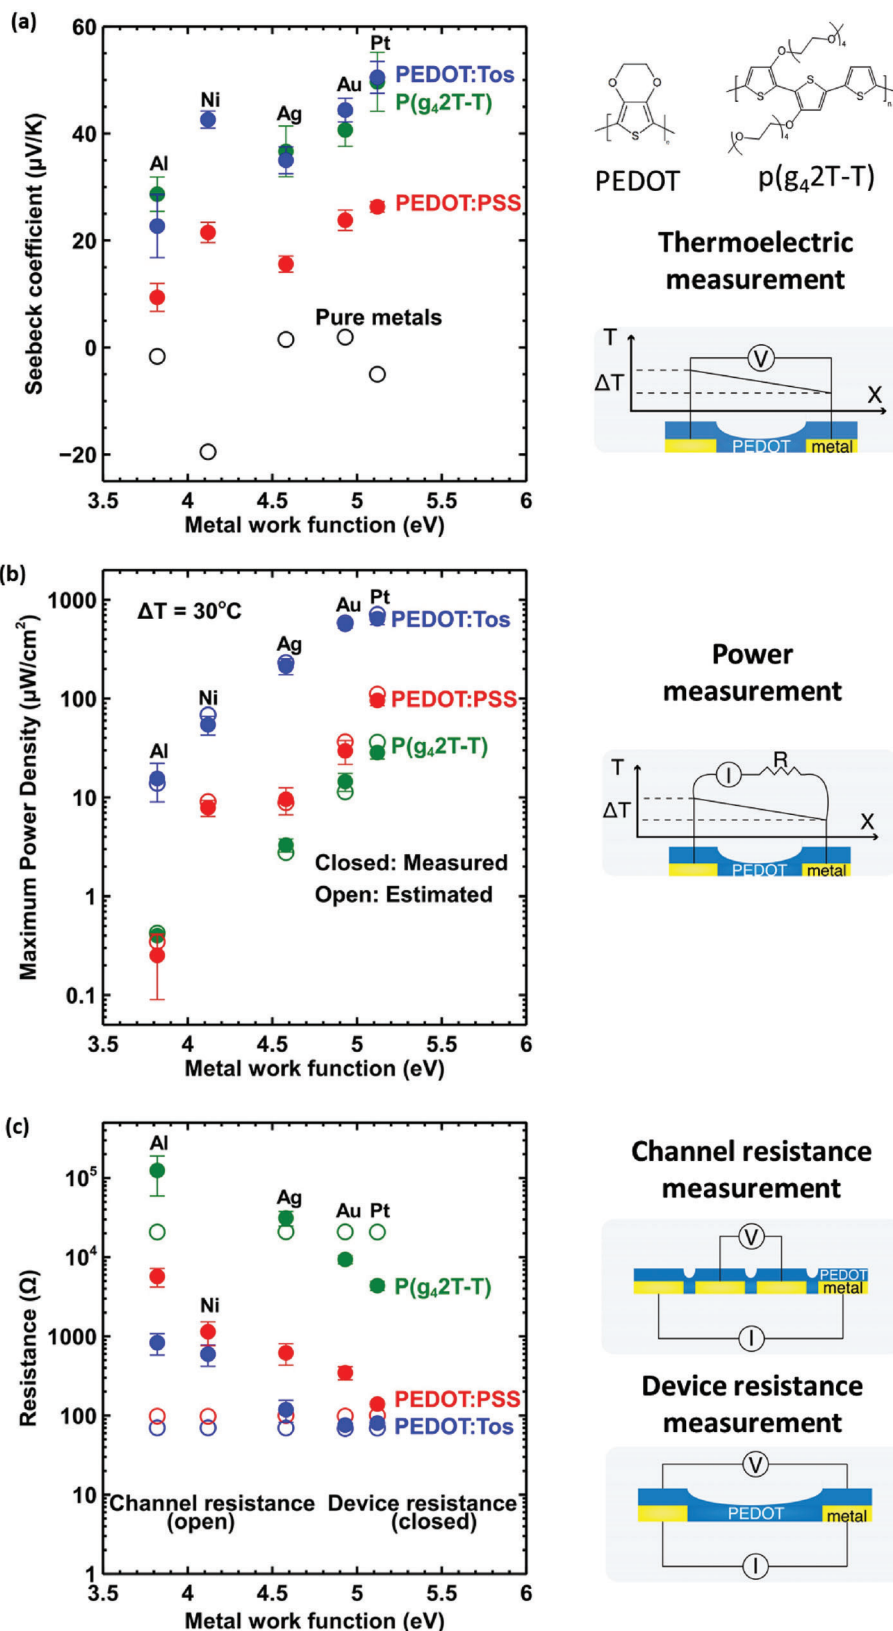 (a)
60
40
20
0
−20
Seebeck coefficient (µV/K)
Al
Ni
Ag
Au
Pt
PEDOT:Tos
P(g₄2T-T)
PEDOT:PSS
Pure metals
3.5 4 4.5 5 5.5 6
Metal work function (eV)
O O
S
n
PEDOT
O O 4
S S S
n
O O 4
p(g₄2T-T)
Thermoelectric
measurement
T
V
ΔT
X
PEDOT
metal
(b)
1000
100
10
1
0.1
Maximum Power Density (µW/cm²)
ΔT = 30°C
Al
Ni
Ag
Au
Pt
PEDOT:Tos
PEDOT:PSS
P(g₄2T-T)
Closed: Measured
Open: Estimated
3.5 4 4.5 5 5.5 6
Metal work function (eV)
Power
measurement
T
I
R
ΔT
X
PEDOT
metal
(c)
10⁵
10⁴
1000
100
10
1
Resistance (Ω)
Al
Ni
Ag
Au
Pt
P(g₄2T-T)
PEDOT:PSS
PEDOT:Tos
Channel resistance
(open)
Device resistance
(closed)
3.5 4 4.5 5 5.5 6
Metal work function (eV)
Channel resistance
measurement
V
PEDOT
metal
I
Device resistance
measurement
V
PEDOT
metal
I